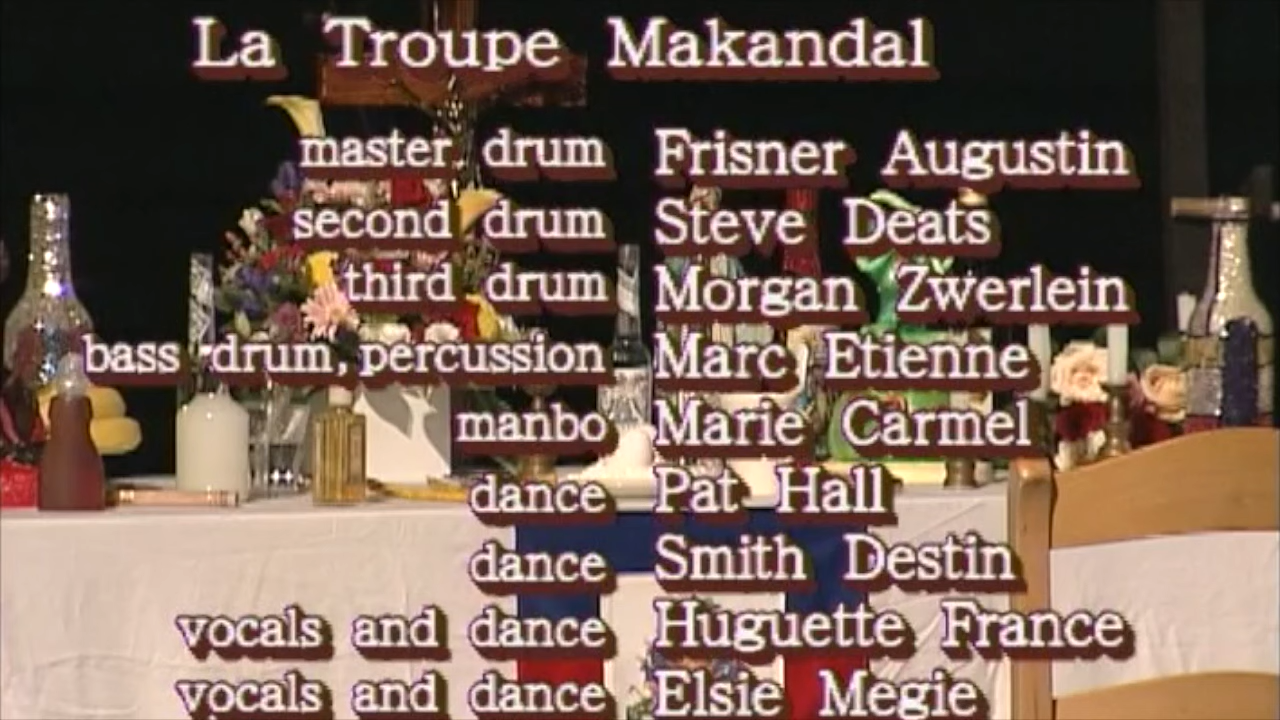 La Troupe Makandal
master drum Frisner Augustin
second drum Steve Deats
third drum Morgan Zwerlein
bass drum, percussion Marc Etienne
manbo Marie Carmel
dance Pat Hall
dance Smith Destin
vocals and dance Huguette France
vocals and dance Elsie Megie